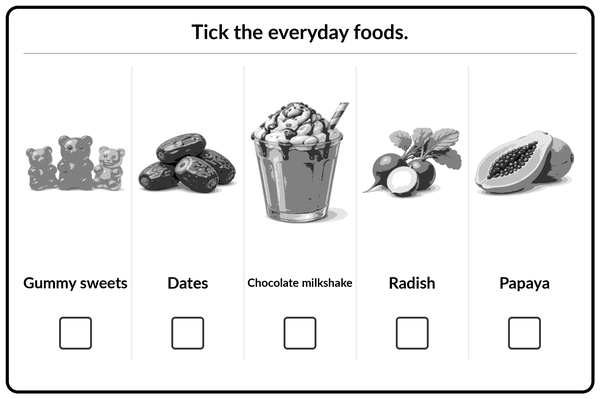 Tick the everyday foods.
Gummy sweets
Dates
Chocolate milkshake
Radish
Papaya